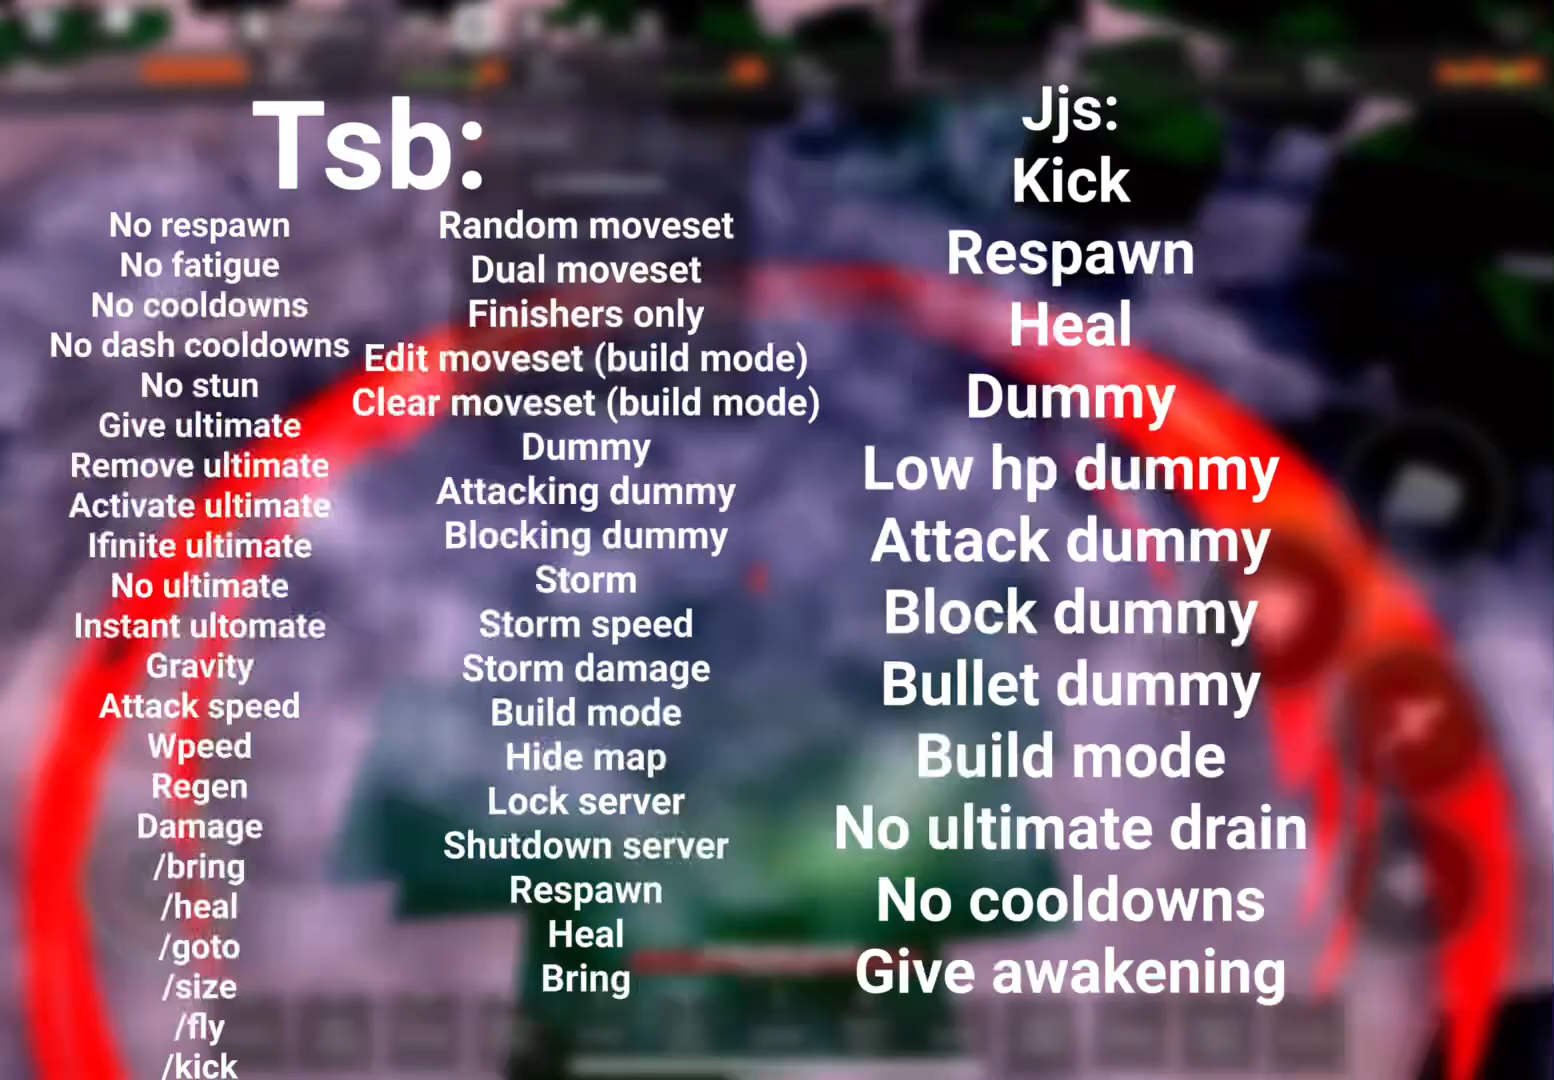 Tsb:
No respawn
No fatigue
No cooldowns
No dash cooldowns
No stun
Give ultimate
Remove ultimate
Activate ultimate
Ifinite ultimate
No ultimate
Instant ultomate
Gravity
Attack speed
Wpeed
Regen
Damage
/bring
/heal
/goto
/size
/fly
/kick
Random moveset
Dual moveset
Finishers only
Edit moveset (build mode)
Clear moveset (build mode)
Dummy
Attacking dummy
Blocking dummy
Storm
Storm speed
Storm damage
Build mode
Hide map
Lock server
Shutdown server
Respawn
Heal
Bring
Jjs:
Kick
Respawn
Heal
Dummy
Low hp dummy
Attack dummy
Block dummy
Bullet dummy
Build mode
No ultimate drain
No cooldowns
Give awakening